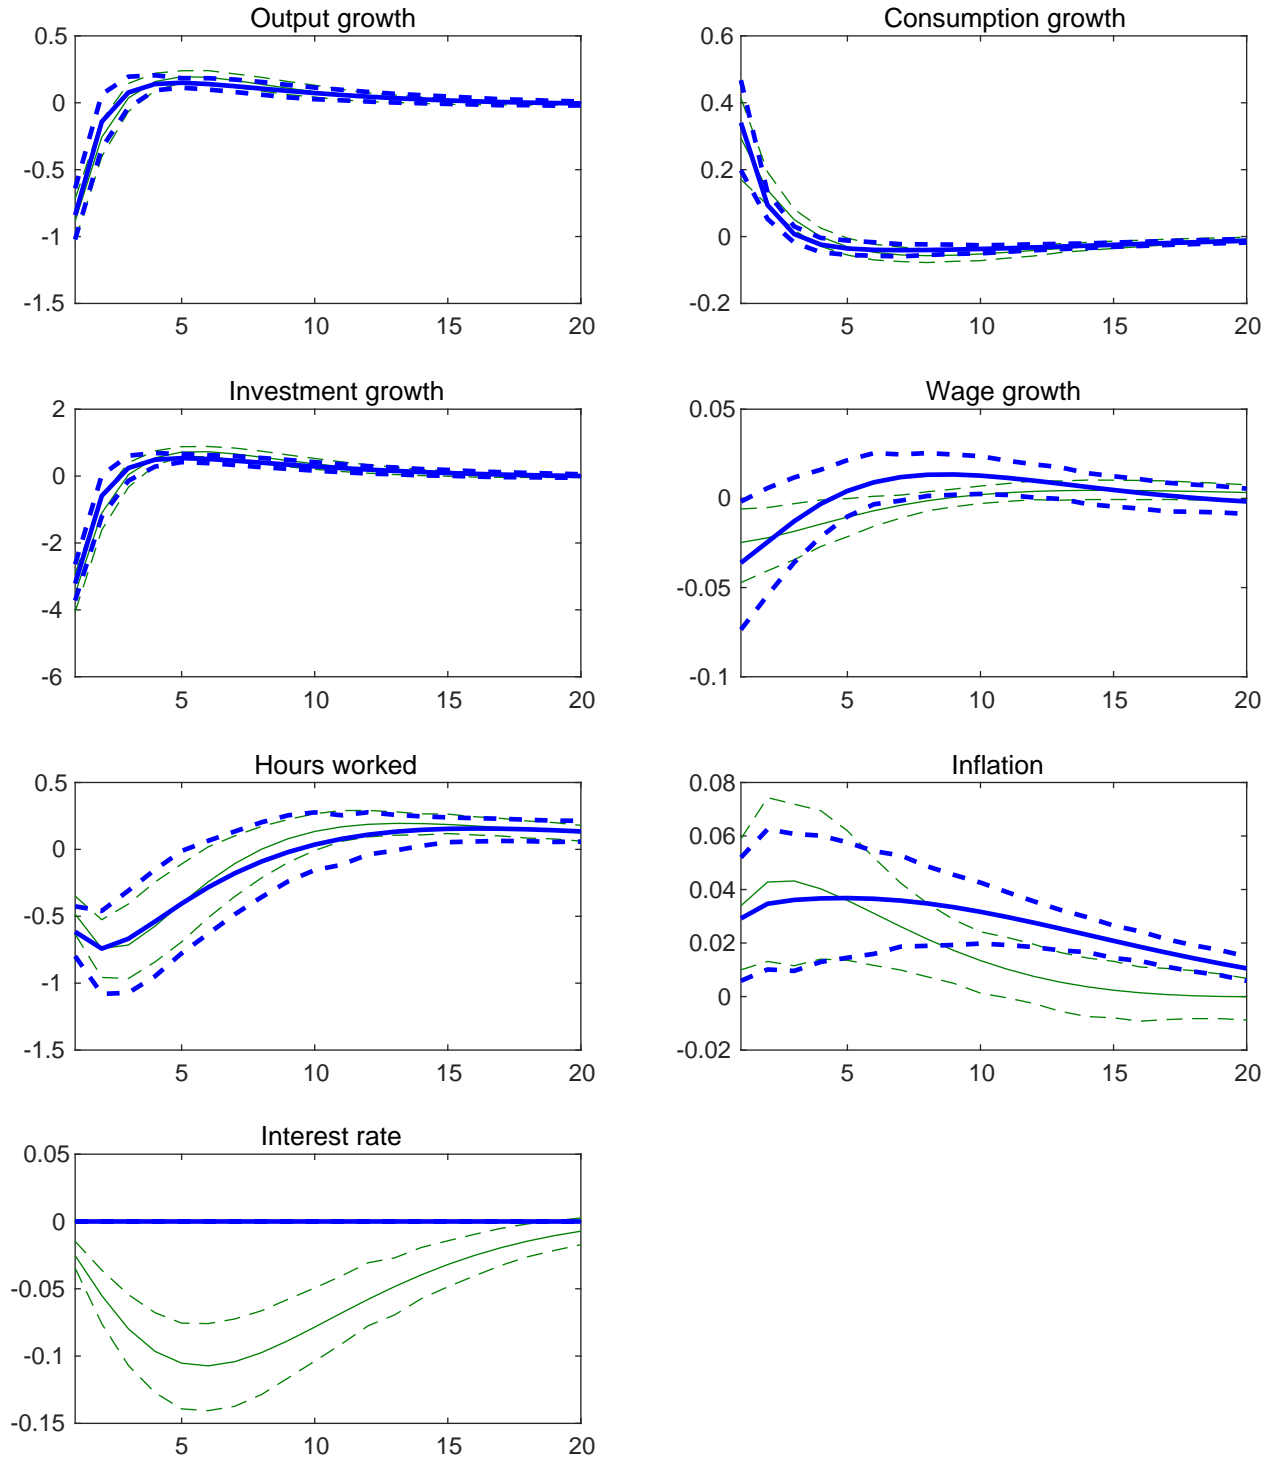 Output growth
0.5
0
-0.5
-1
-1.5
5 10 15 20
Consumption growth
0.6
0.4
0.2
0
-0.2
5 10 15 20
Investment growth
2
0
-2
-4
-6
5 10 15 20
Wage growth
0.05
0
-0.05
-0.1
5 10 15 20
Hours worked
0.5
0
-0.5
-1
-1.5
5 10 15 20
Inflation
0.08
0.06
0.04
0.02
0
-0.02
5 10 15 20
Interest rate
0.05
0
-0.05
-0.1
-0.15
5 10 15 20